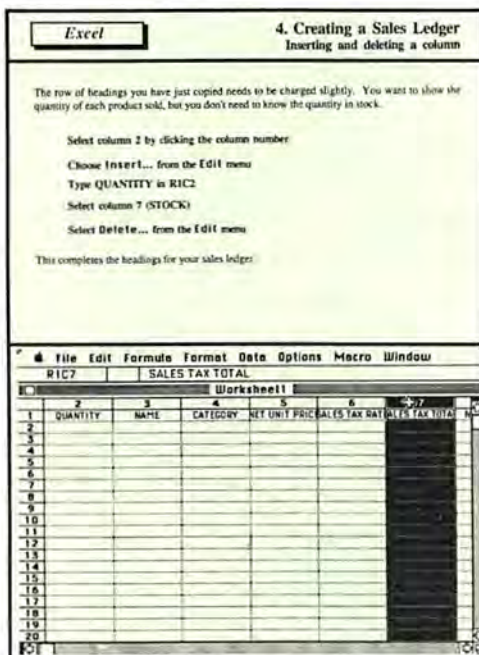 Excel
4. Creating a Sales Ledger
Inserting and deleting a column
The row of headings you have just copied needs to be charged slightly. You want to show the
quantity of each product sold, but you don't need to know the quantity in stock.
Select column 2 by clicking the column number
Choose Insert... from the Edit menu
Type QUANTITY in R1C2
Select column 7 (STOCK)
Select Delete... from the Edit menu
This completes the headings for your sales ledger
File Edit Formula Format Data Options Macro Window
R1C7 SALES TAX TOTAL
Worksheet1
2 3 4 5 6 7
1 QUANTITY NAME CATEGORY NET UNIT PRIC SALES TAX RAT ALES TAX TOTA N
2
3
4
5
6
7
8
9
10
11
12
13
14
15
16
17
18
19
20